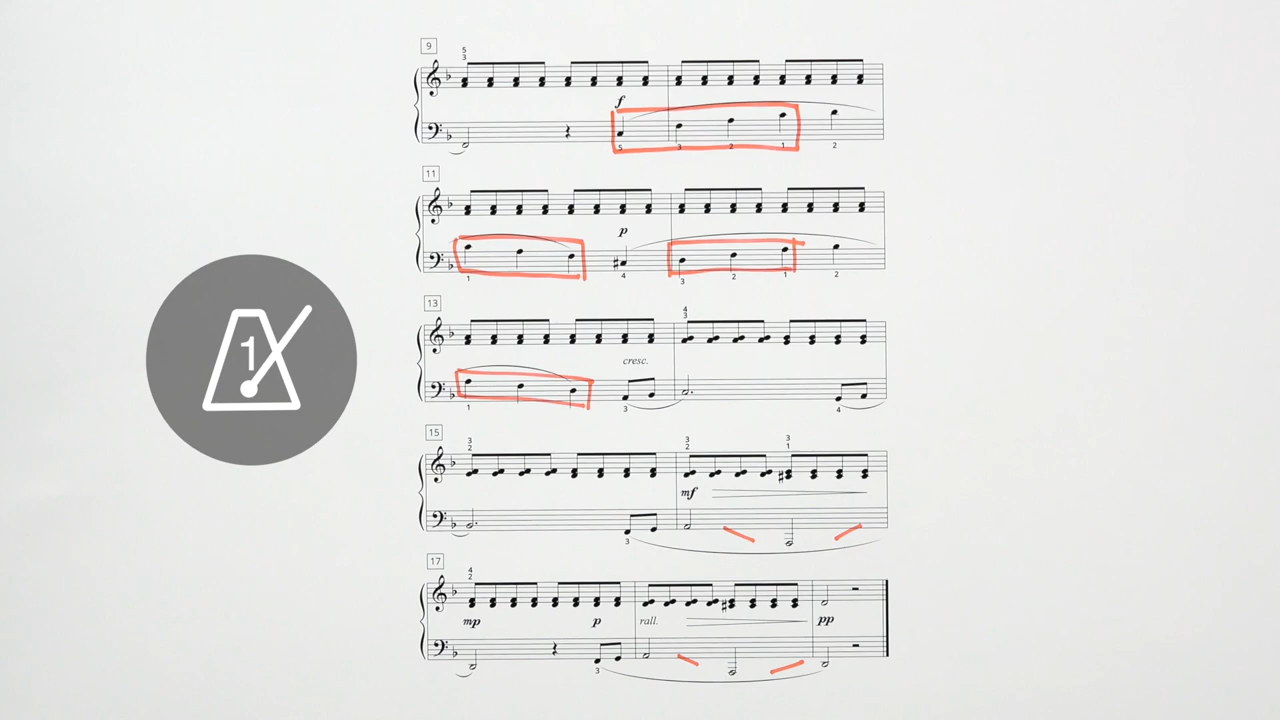 9
5
3
f
5 3 2 1 2
11
p
1 4 3 2 1 2
13
4
3
cresc.
1 3 4
1
15
3 3 3
2 2 1
mf
3
17
4
2
mp p rall. pp
3